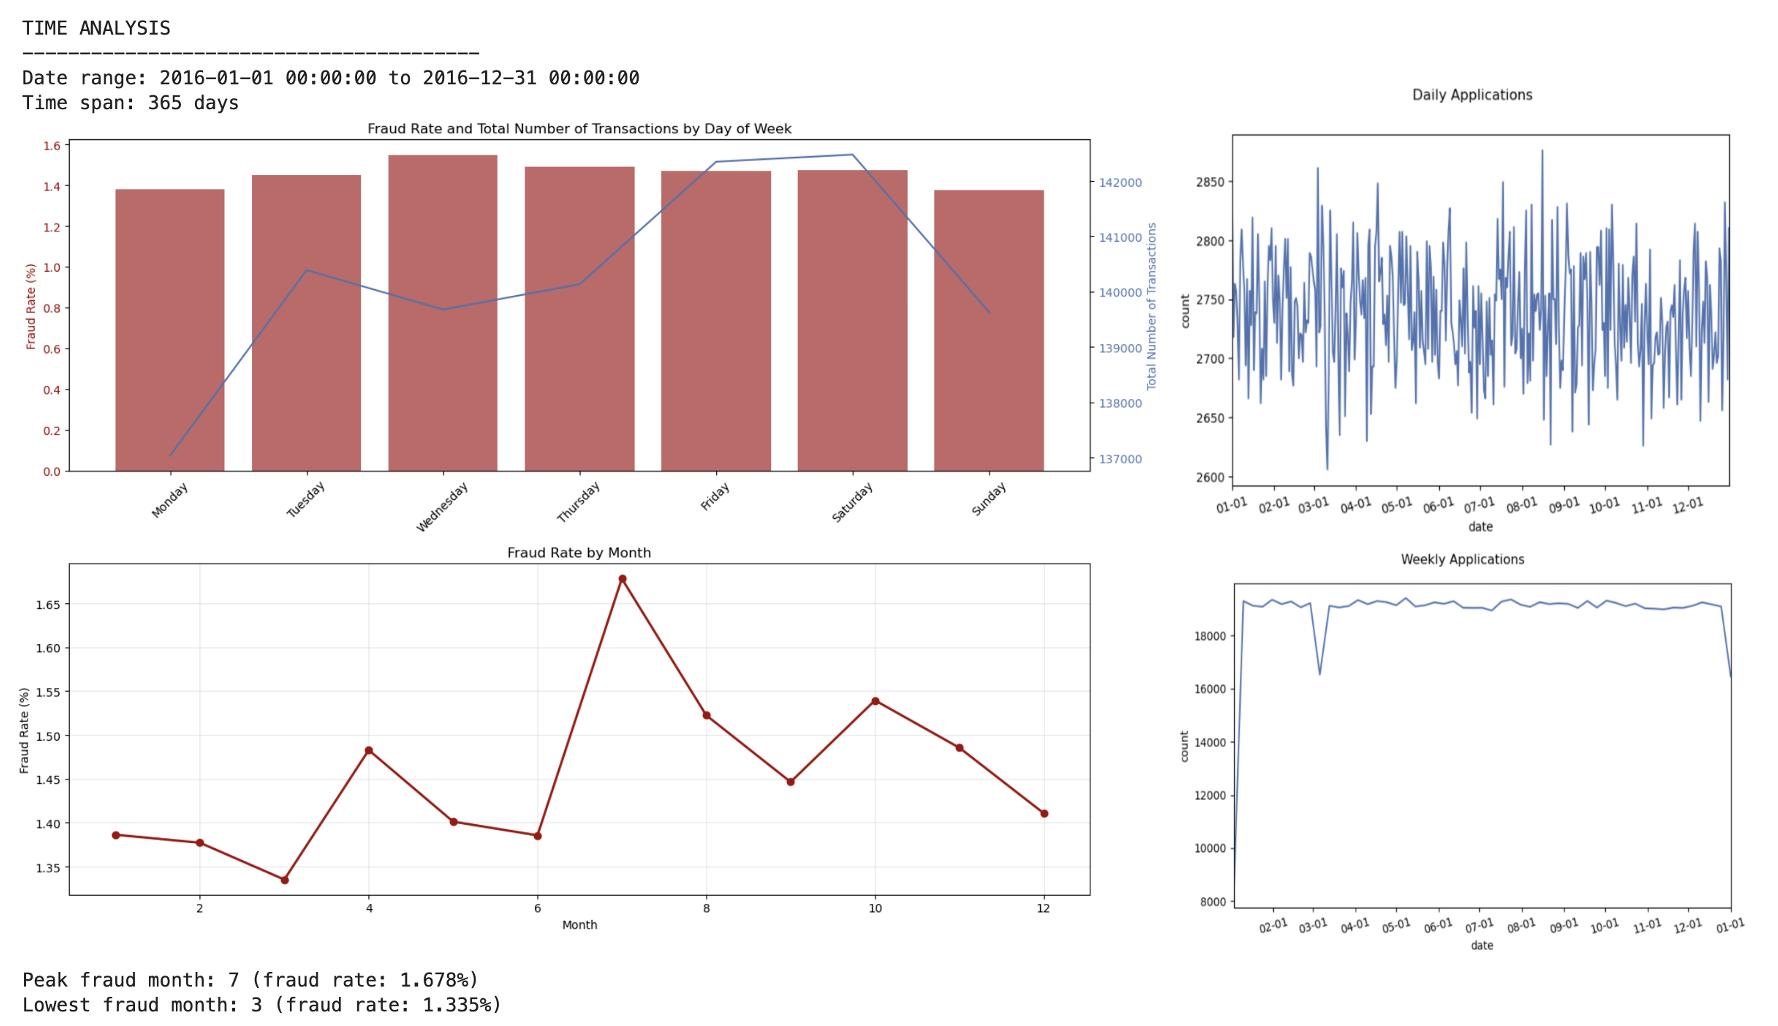 TIME ANALYSIS
----------------------------------------
Date range: 2016-01-01 00:00:00 to 2016-12-31 00:00:00
Time span: 365 days
Fraud Rate and Total Number of Transactions by Day of Week
Fraud Rate (%)
1.6
1.4
1.2
1.0
0.8
0.6
0.4
0.2
0.0
Monday
Tuesday
Wednesday
Thursday
Friday
Saturday
Sunday
142000
141000
140000
139000
138000
137000
Total Number of Transactions
Daily Applications
count
2850
2800
2750
2700
2650
2600
01-01
02-01
03-01
04-01
05-01
06-01
07-01
08-01
09-01
10-01
11-01
12-01
date
Fraud Rate by Month
Fraud Rate (%)
1.65
1.60
1.55
1.50
1.45
1.40
1.35
2
4
6
8
10
12
Month
Weekly Applications
count
18000
16000
14000
12000
10000
8000
02-01
03-01
04-01
05-01
06-01
07-01
08-01
09-01
10-01
11-01
12-01
01-01
date
Peak fraud month: 7 (fraud rate: 1.678%)
Lowest fraud month: 3 (fraud rate: 1.335%)